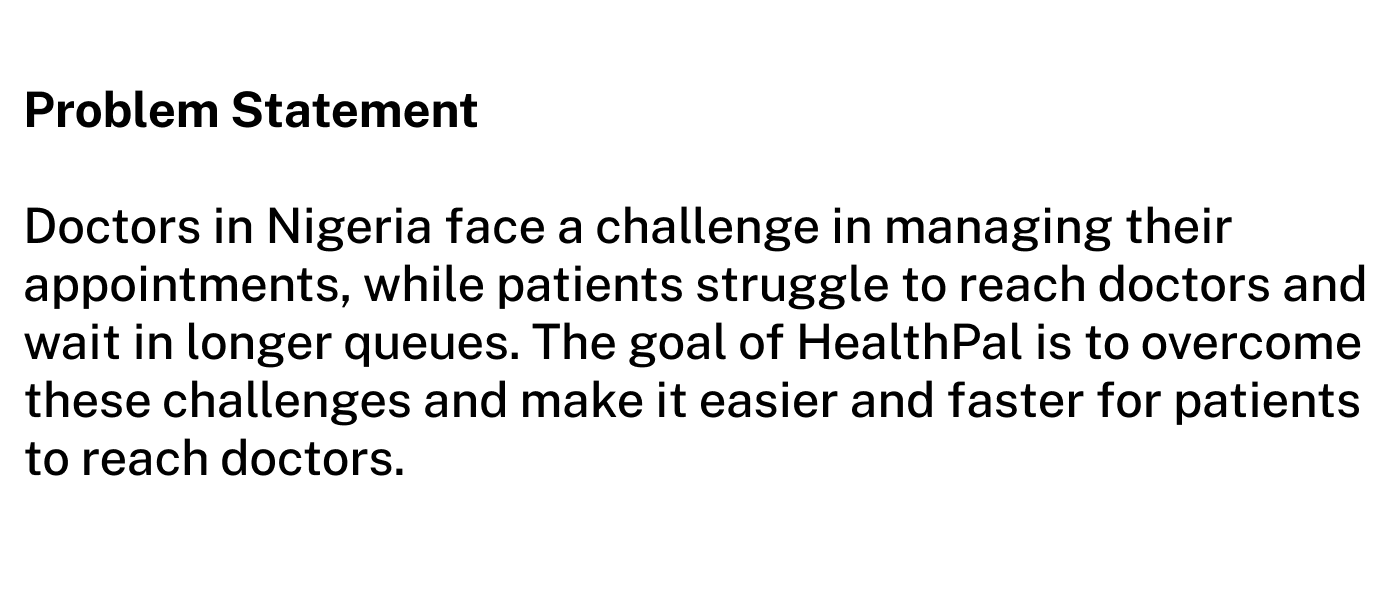 Problem Statement
Doctors in Nigeria face a challenge in managing their
appointments, while patients struggle to reach doctors and
wait in longer queues. The goal of HealthPal is to overcome
these challenges and make it easier and faster for patients
to reach doctors.